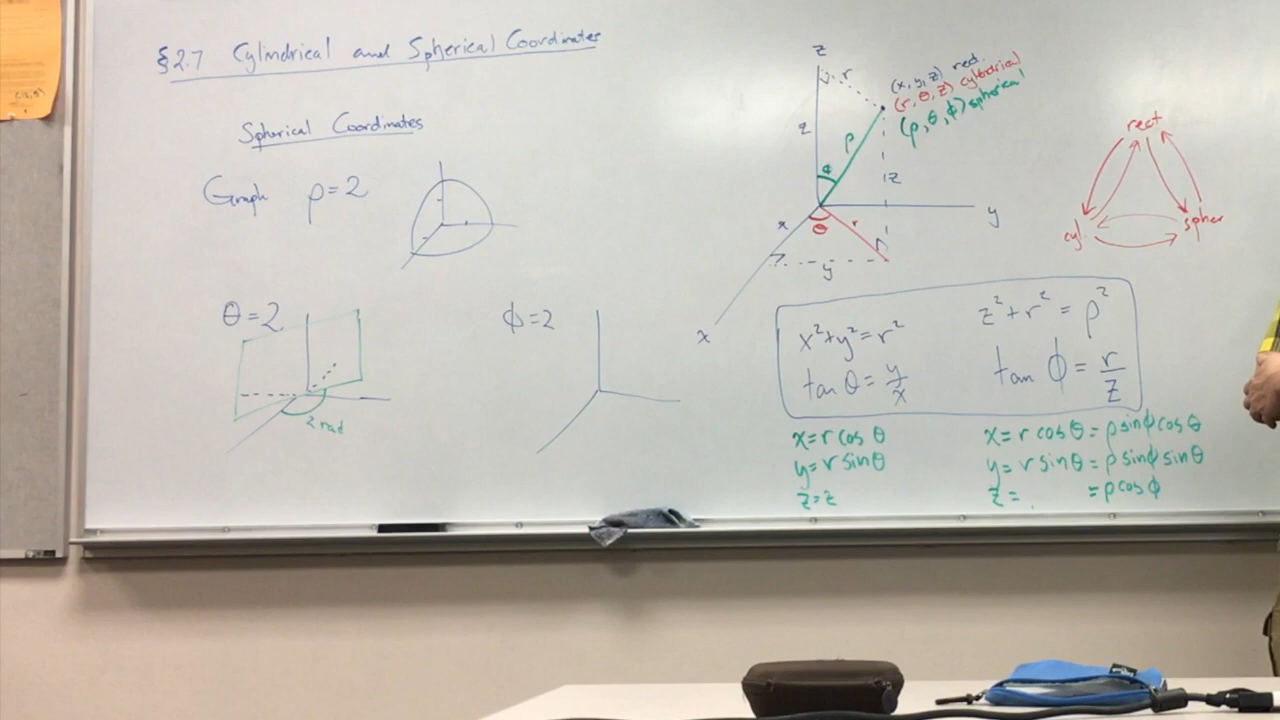 §2.7 Cylindrical and Spherical Coordinates
Spherical Coordinates
Graph ρ=2
θ=2
2 rad
ϕ=2
z
r
(x, y, z) rect.
(r, θ, z) cylindrical
(ρ, θ, ϕ) spherical
z
ρ
ϕ
z
y
x
θ
r
y
x
rect
cyl.
spher
x²+y²=r²
z²+r²=ρ²
tan θ = y/x
tan ϕ = r/z
x=r cos θ
y=r sin θ
z=z
x=r cos θ = ρ sin ϕ cos θ
y=r sin θ = ρ sin ϕ sin θ
z= = ρ cos ϕ